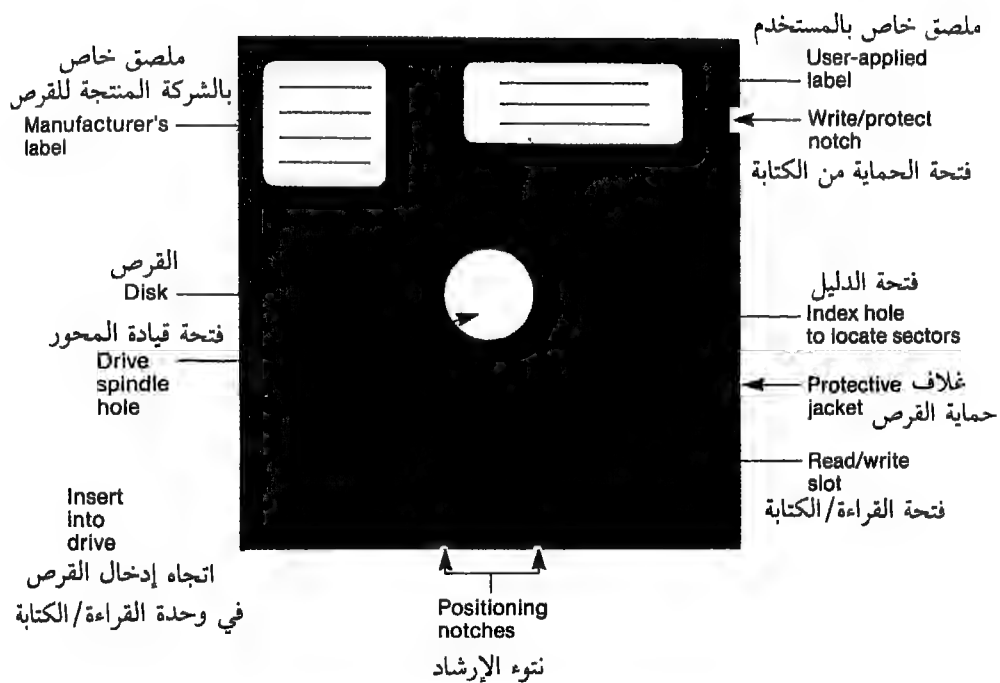 ملصق خاص
بالشركة المنتجة للقرص
Manufacturer's
label
ملصق خاص بالمستخدم
User-applied
label
Write/protect
notch
فتحة الحماية من الكتابة
القرص
Disk
فتحة قيادة المحور
Drive
spindle
hole
فتحة الدليل
Index hole
to locate sectors
Protective غلاف
jacket حماية القرص
Read/write
slot
فتحة القراءة/الكتابة
Insert
into
drive
اتجاه إدخال القرص
في وحدة القراءة/الكتابة
Positioning
notches
نتوء الإرشاد